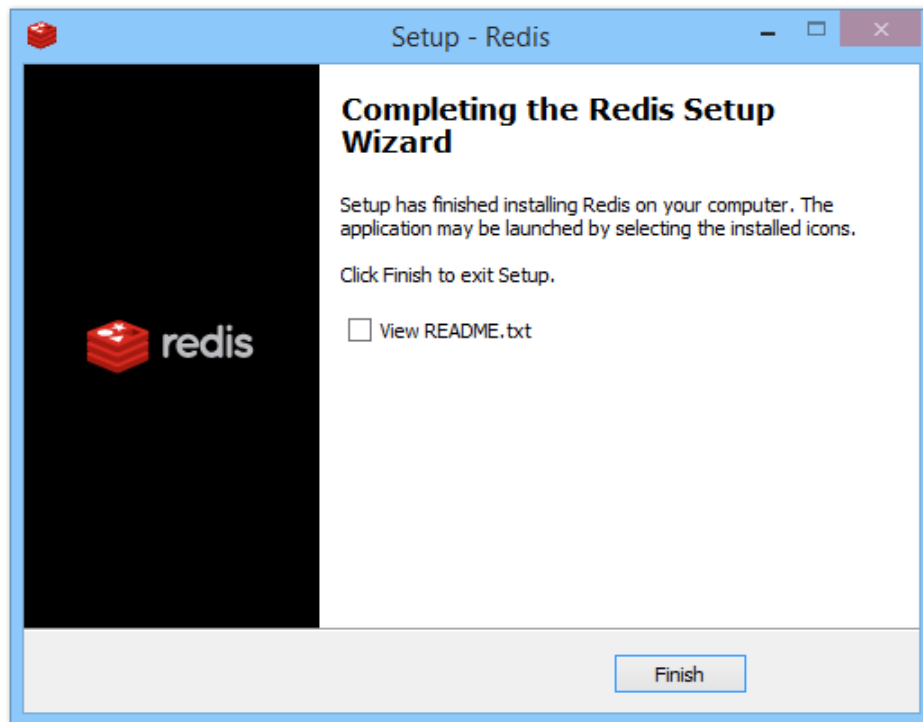 Setup - Redis
Completing the Redis Setup
Wizard
Setup has finished installing Redis on your computer. The
application may be launched by selecting the installed icons.
Click Finish to exit Setup.
redis
View README.txt
Finish